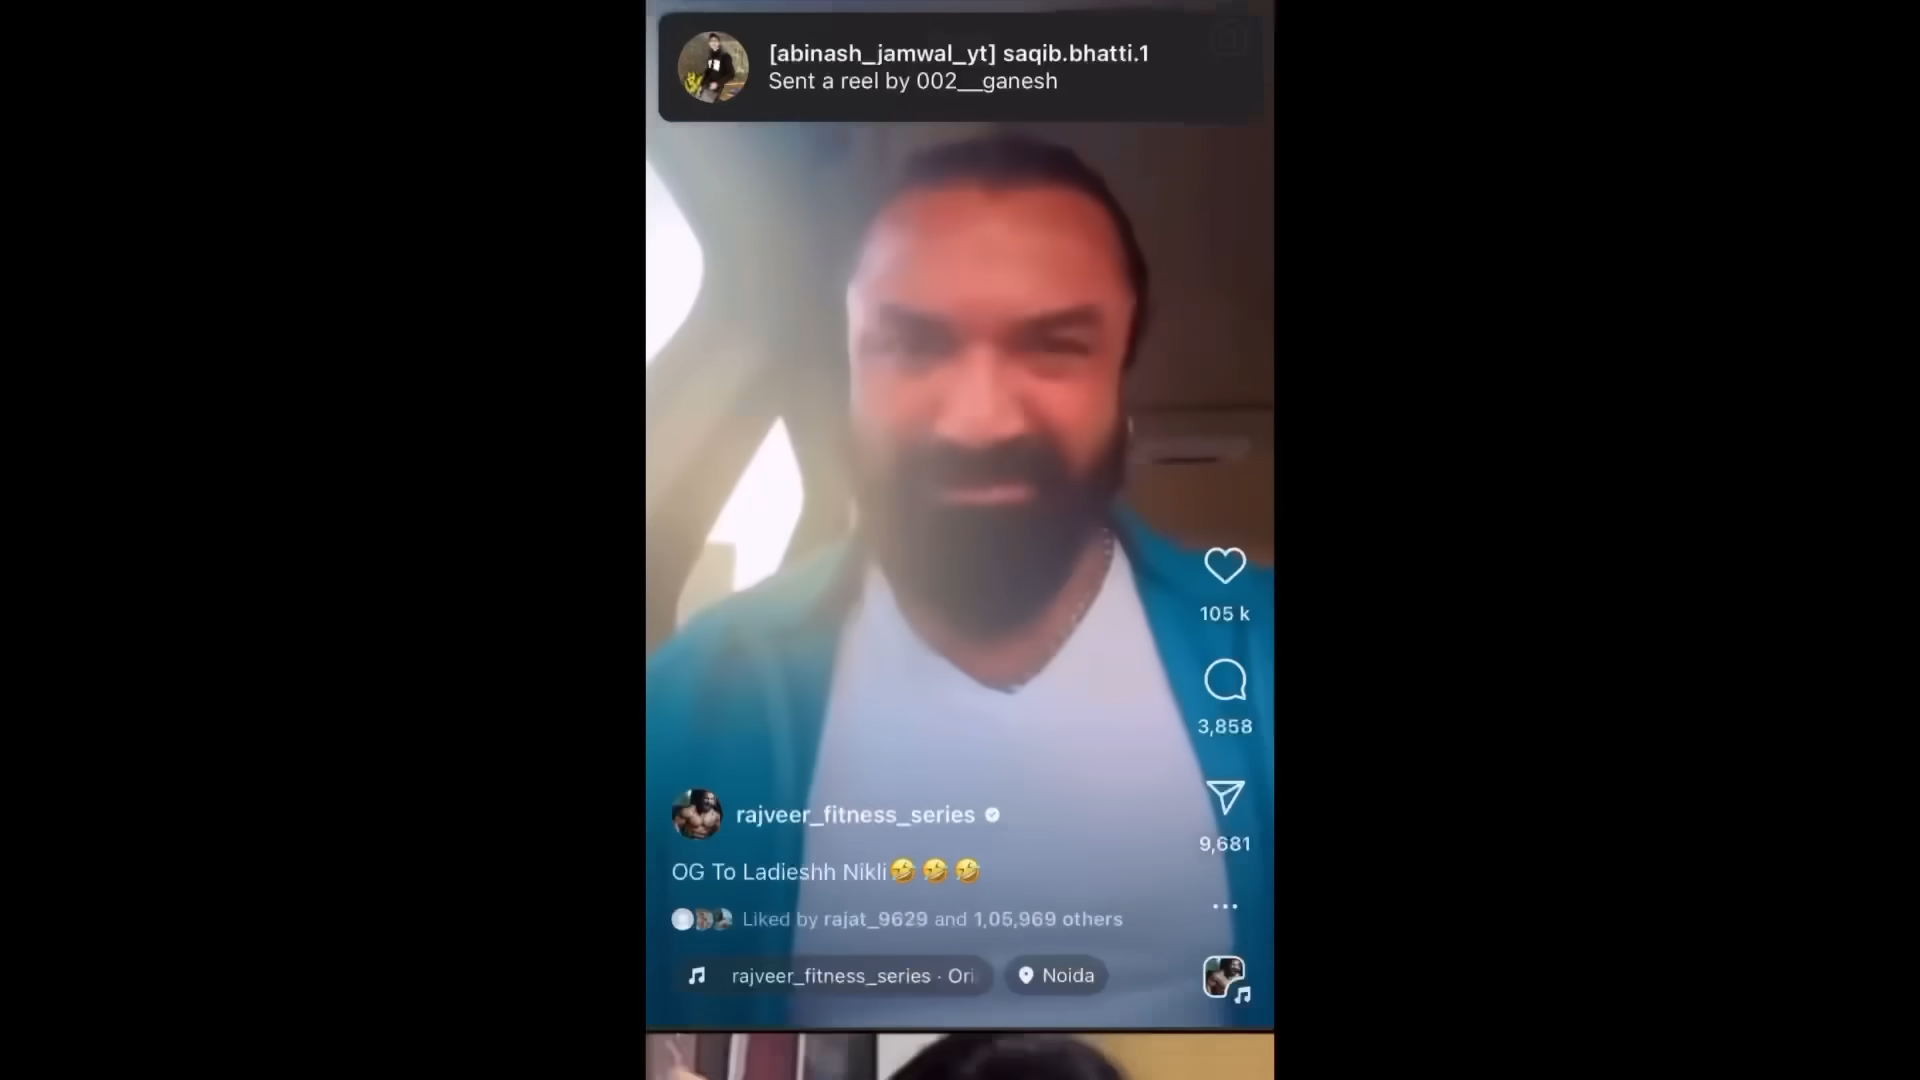 [abinash_jamwal_yt] saqib.bhatti.1
Sent a reel by 002__ganesh
105 k
3,858
9,681
rajveer_fitness_series
OG To Ladieshh Nikli🤣🤣🤣
Liked by rajat_9629 and 1,05,969 others
rajveer_fitness_series · Ori
Noida